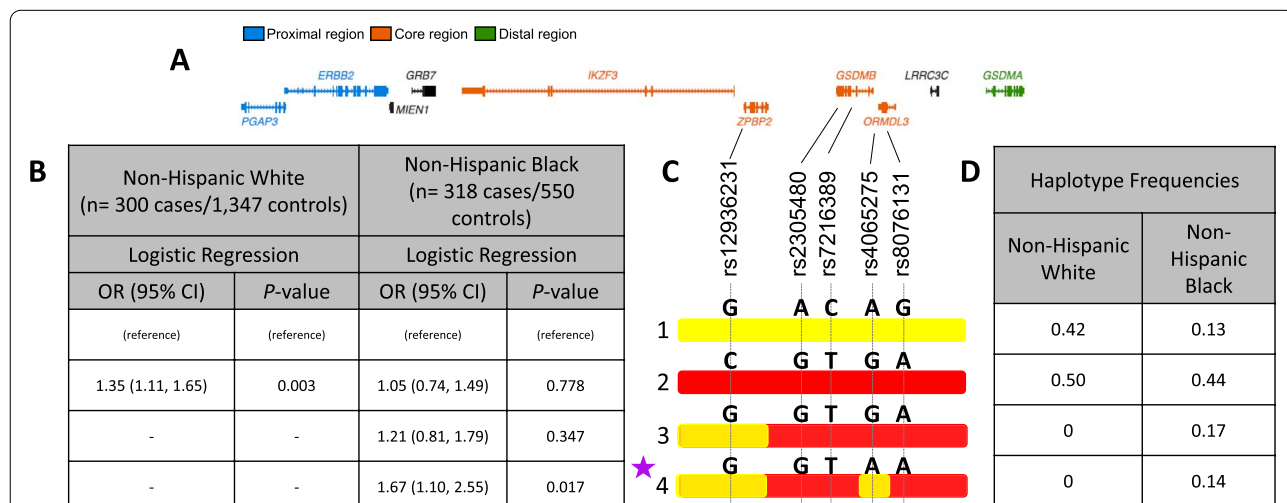 Proximal region Core region Distal region
A
ERBB2 GRB7 IKZF3 GSDMB LRRC3C GSDMA
PGAP3 MIEN1 ZPBP2 ORMDL3
B
Non-Hispanic White
(n= 300 cases/1,347 controls)
Non-Hispanic Black
(n= 318 cases/550
controls)
Logistic Regression Logistic Regression
OR (95% CI) P-value OR (95% CI) P-value
(reference) (reference) (reference) (reference)
1.35 (1.11, 1.65) 0.003 1.05 (0.74, 1.49) 0.778
- - 1.21 (0.81, 1.79) 0.347
- - 1.67 (1.10, 2.55) 0.017
C
rs12936231 rs2305480 rs7216389 rs4065275 rs8076131
G A C A G
1
C G T G A
2
G G T G A
3
G G T A A
4
D
Haplotype Frequencies
Non-Hispanic
White
Non-
Hispanic
Black
0.42 0.13
0.50 0.44
0 0.17
0 0.14